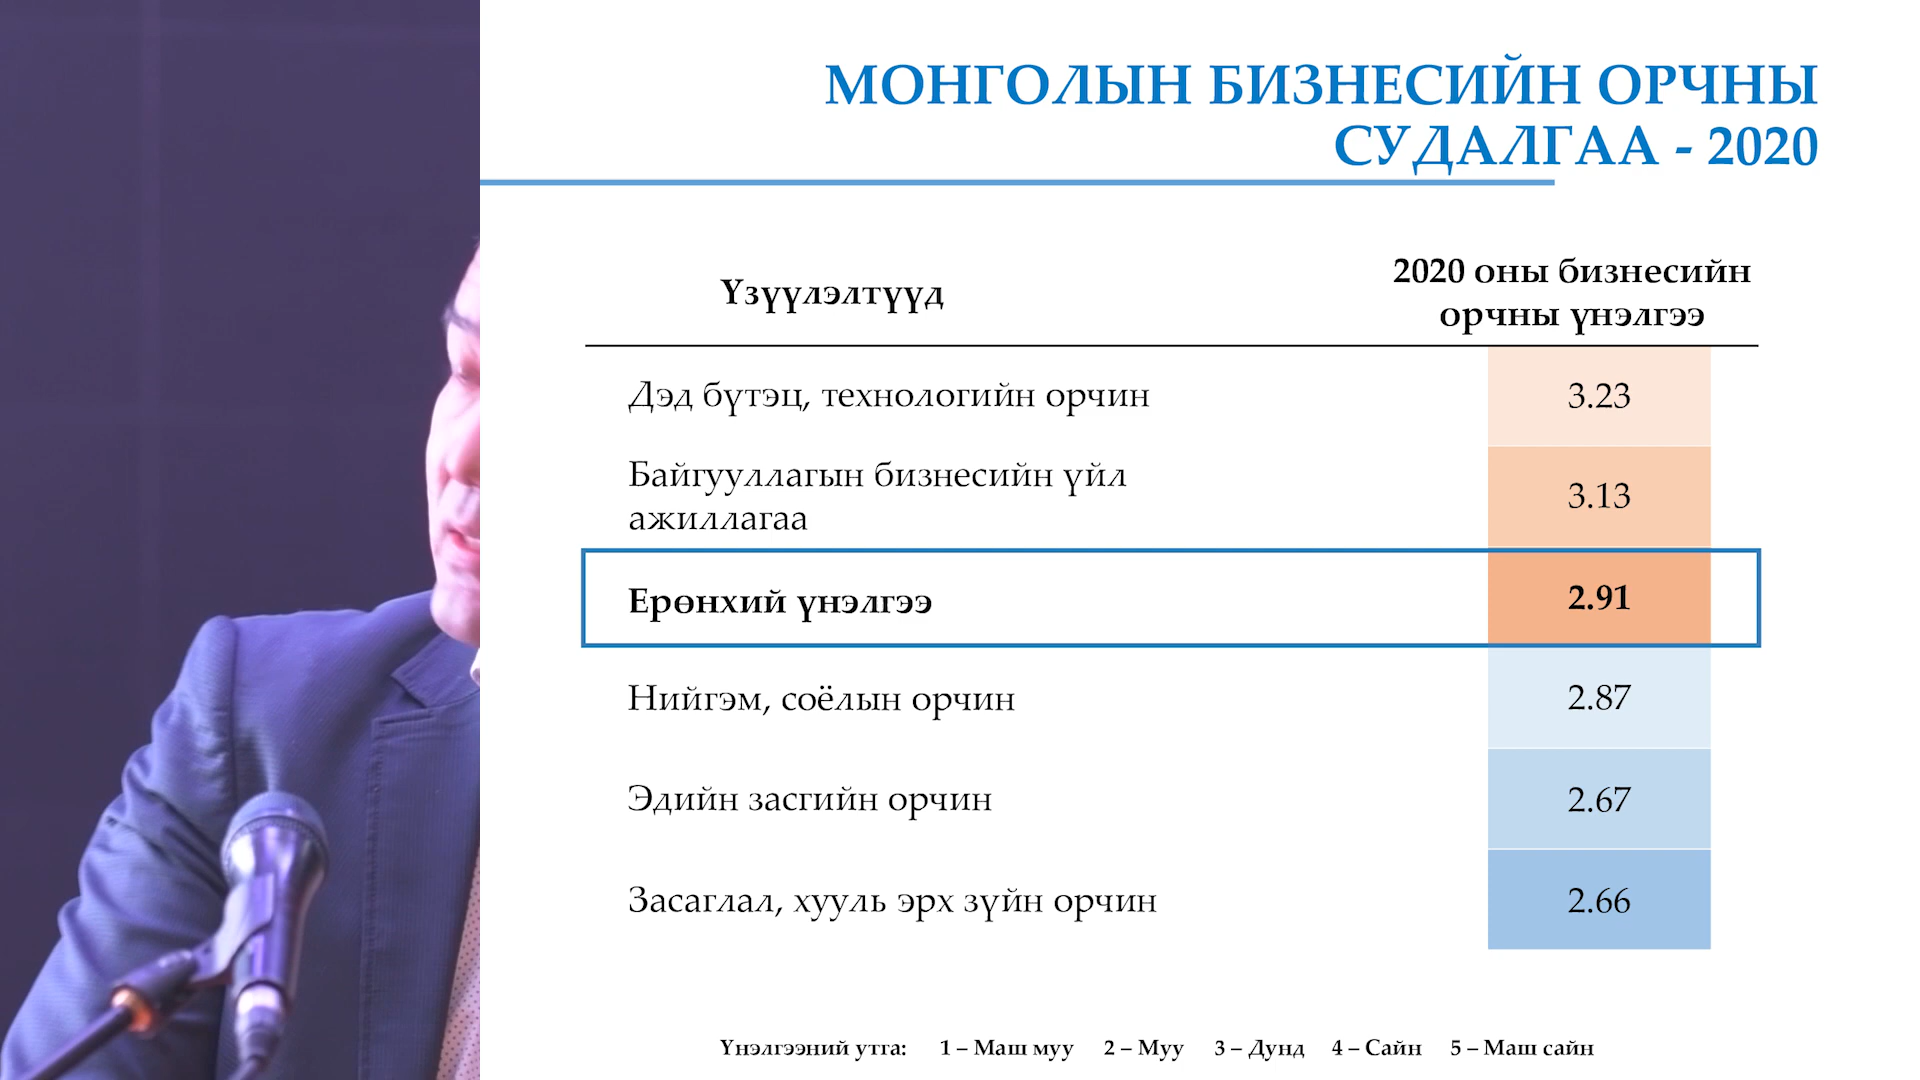 МОНГОЛЫН БИЗНЕСИЙН ОРЧНЫ
СУДАЛГАА - 2020
Үзүүлэлтүүд
2020 оны бизнесийн
орчны үнэлгээ
Дэд бүтэц, технологийн орчин
3.23
Байгууллагын бизнесийн үйл
ажиллагаа
3.13
Ерөнхий үнэлгээ
2.91
Нийгэм, соёлын орчин
2.87
Эдийн засгийн орчин
2.67
Засаглал, хууль эрх зүйн орчин
2.66
Үнэлгээний утга: 1 – Маш муу 2 – Муу 3 – Дунд 4 – Сайн 5 – Маш сайн